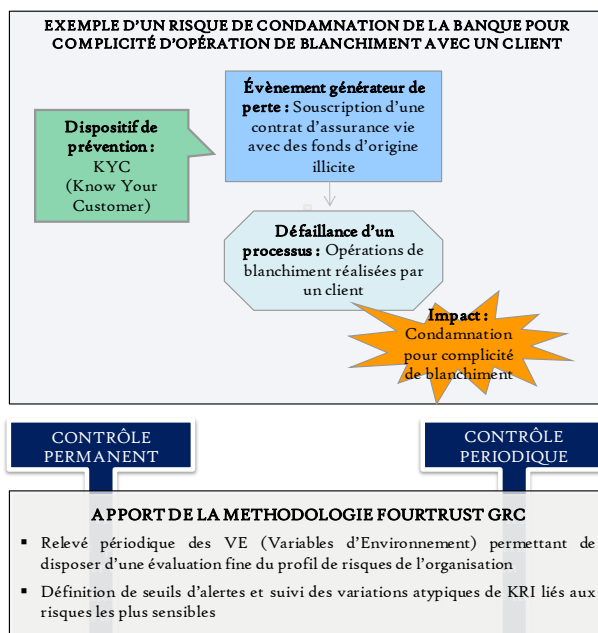 EXEMPLE D'UN RISQUE DE CONDAMNATION DE LA BANQUE POUR
COMPLICITÉ D'OPÉRATION DE BLANCHIMENT AVEC UN CLIENT
Évènement générateur de
perte : Souscription d'une
contrat d'assurance vie
avec des fonds d'origine
illicite
Dispositif de
prévention :
KYC
(Know Your
Customer)
Défaillance d'un
processus : Opérations de
blanchiment réalisées par
un client
Impact :
Condamnation
pour complicité
de blanchiment
CONTRÔLE
PERMANENT
CONTRÔLE
PERIODIQUE
APPORT DE LA METHODOLOGIE FOURTRUST GRC
▪ Relevé périodique des VE (Variables d'Environnement) permettant de
disposer d'une évaluation fine du profil de risques de l'organisation
▪ Définition de seuils d'alertes et suivi des variations atypiques de KRI liés aux
risques les plus sensibles